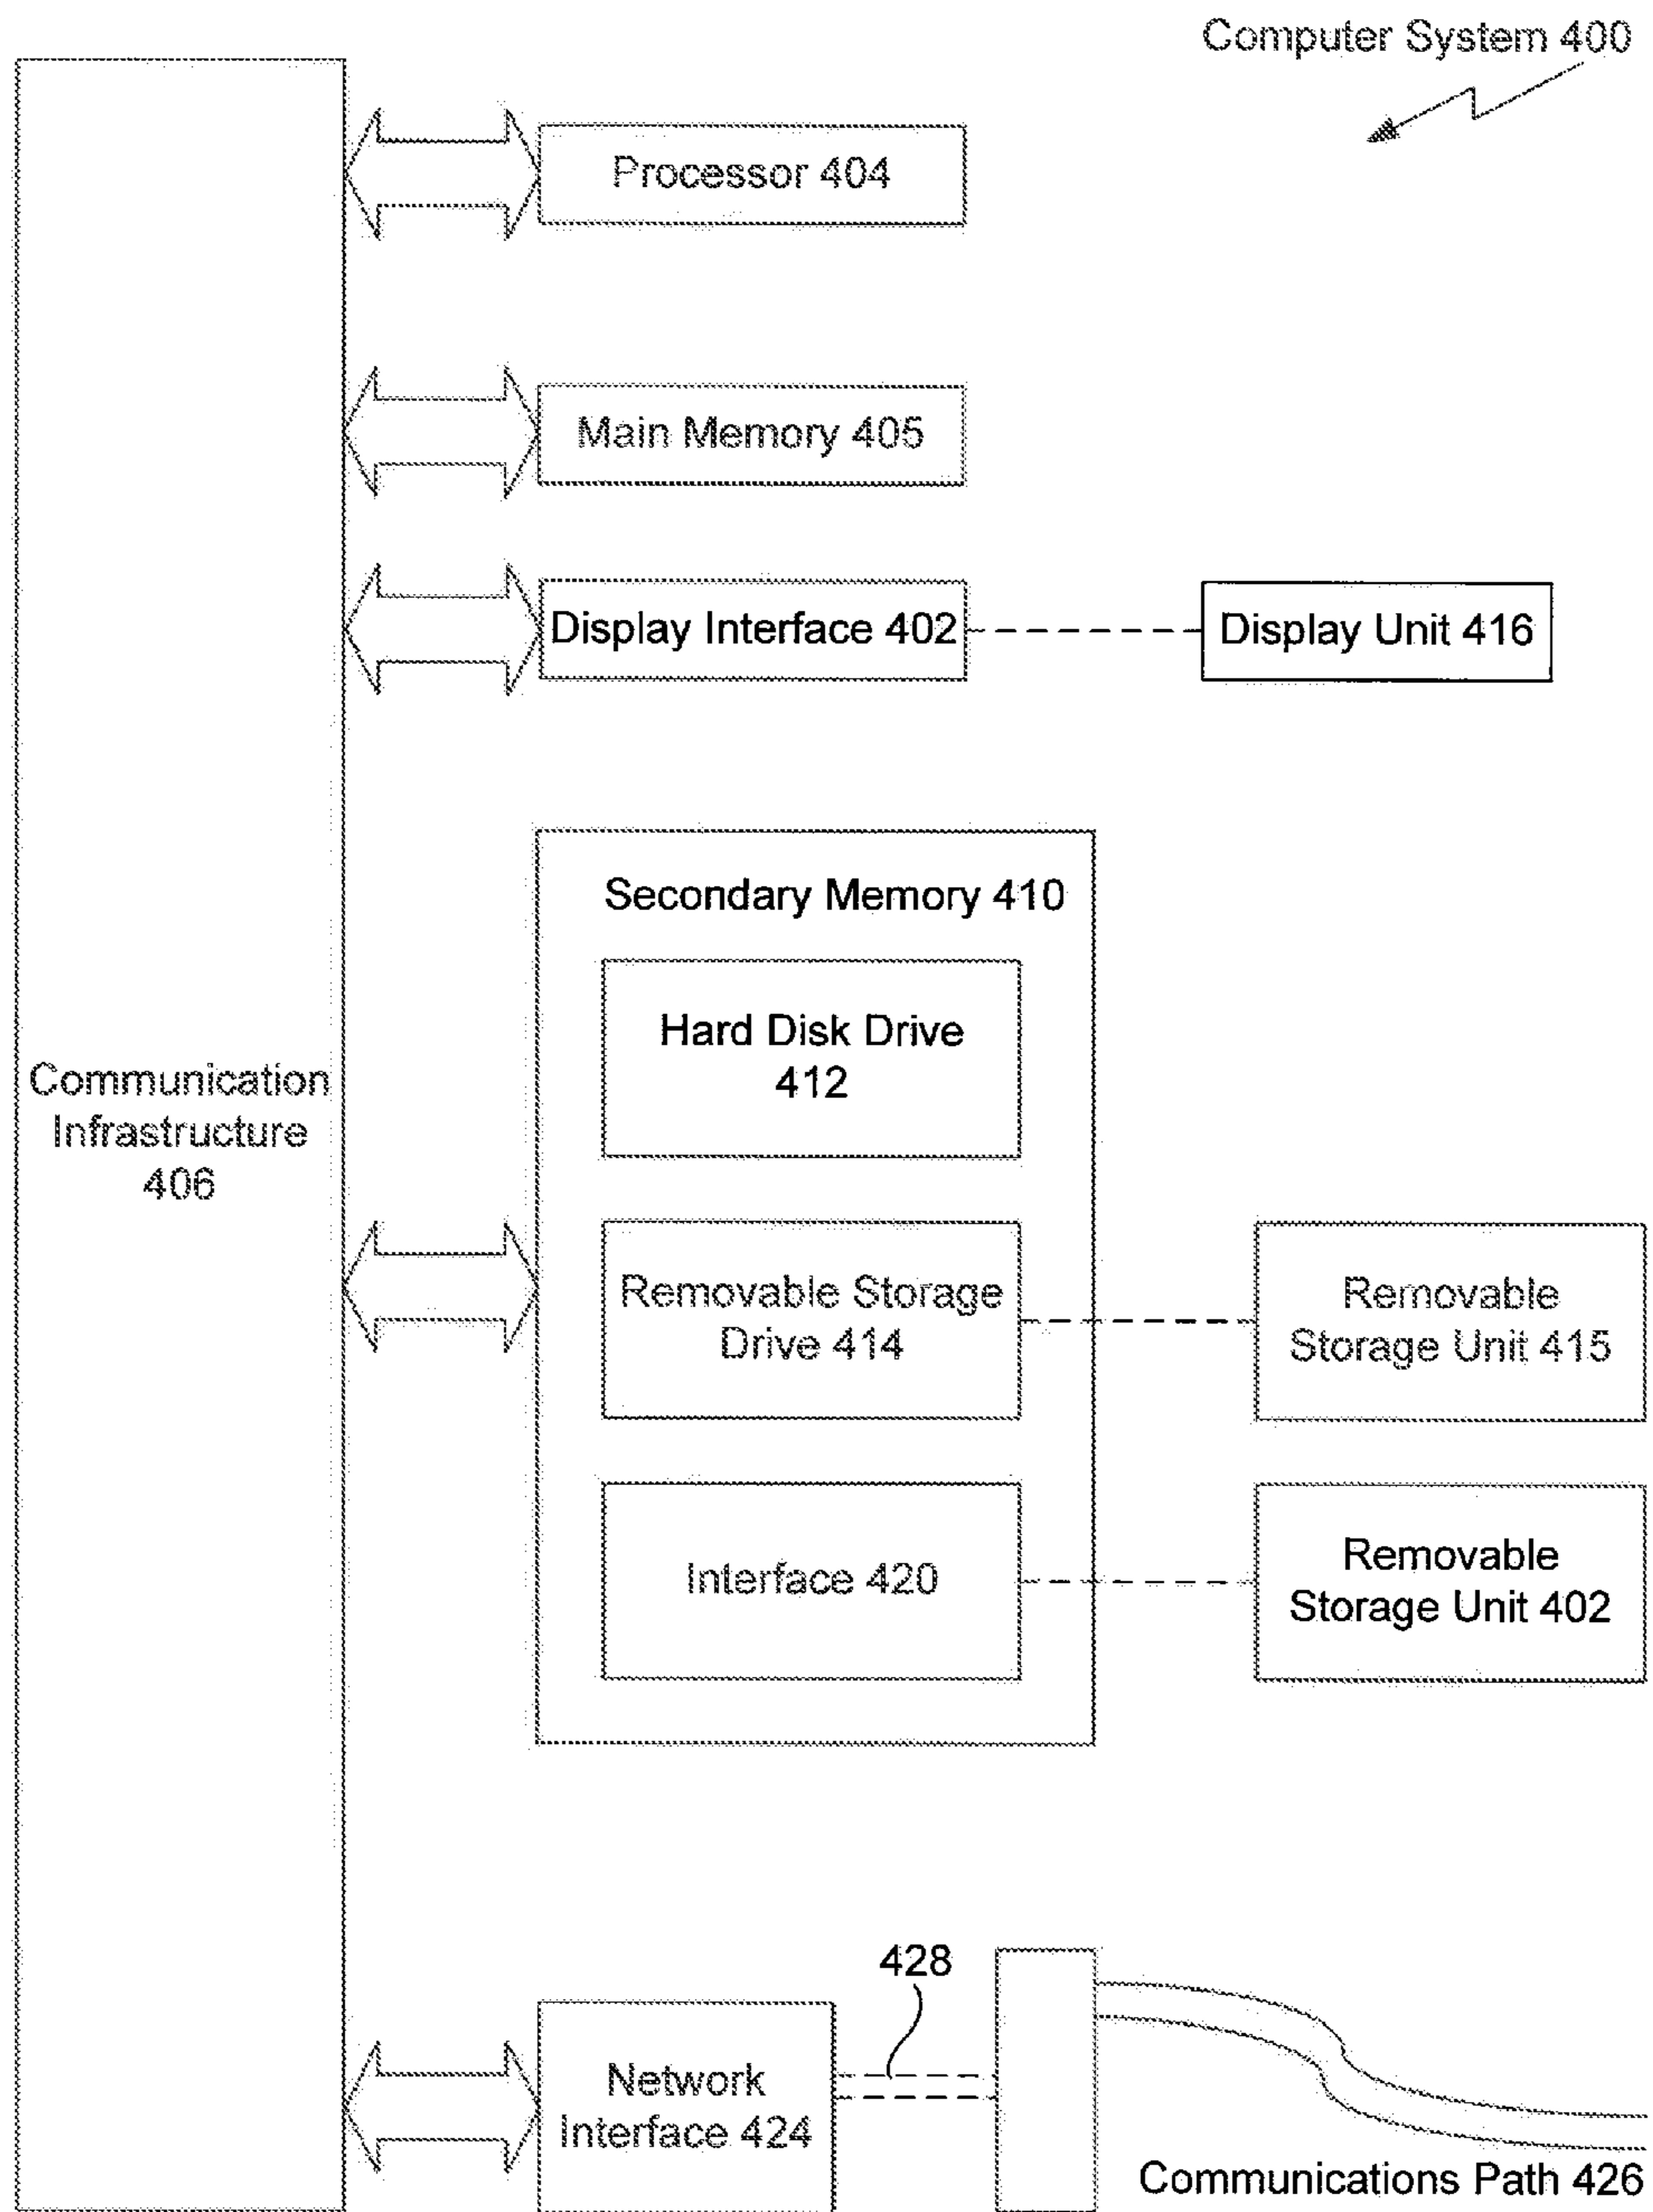 Computer System 400
Processor 404
Main Memory 405
Display Interface 402
Display Unit 416
Secondary Memory 410
Hard Disk Drive
412
Communication
Infrastructure
406
Removable Storage
Drive 414
Removable
Storage Unit 415
Interface 420
Removable
Storage Unit 402
428
Network
Interface 424
Communications Path 426